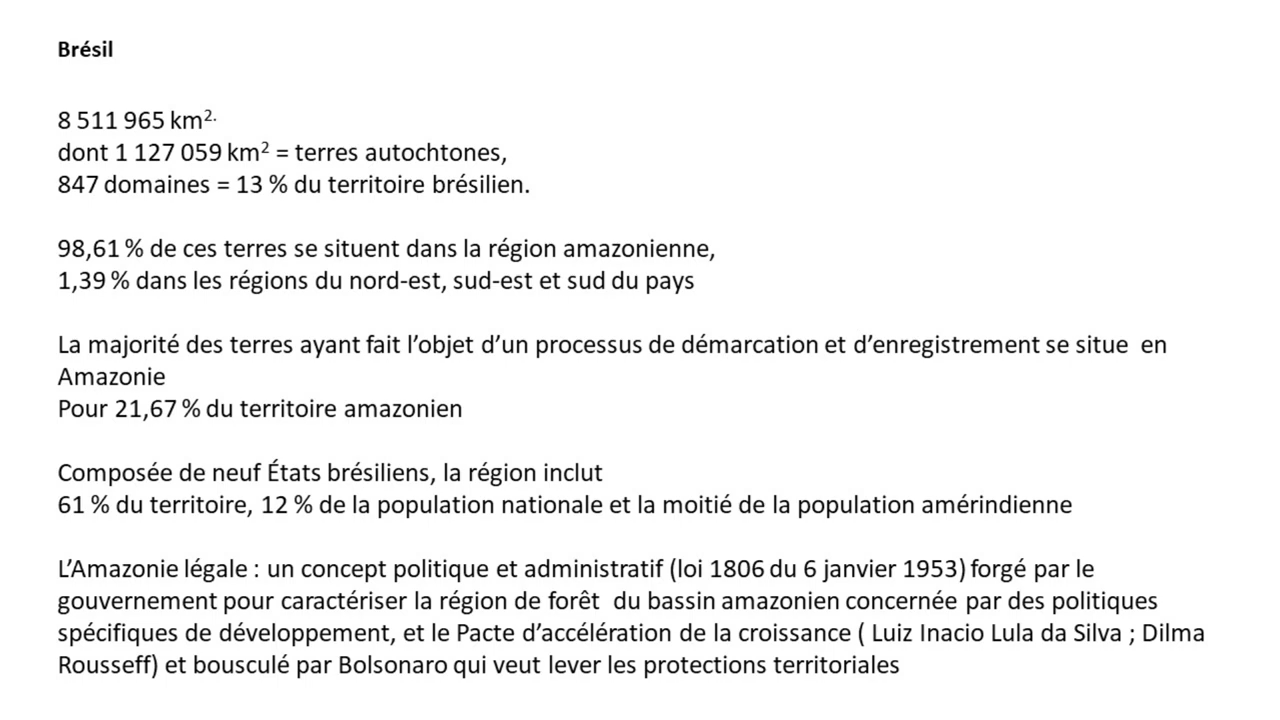 Brésil
8 511 965 km².
dont 1 127 059 km² = terres autochtones,
847 domaines = 13 % du territoire brésilien.
98,61 % de ces terres se situent dans la région amazonienne,
1,39 % dans les régions du nord-est, sud-est et sud du pays
La majorité des terres ayant fait l’objet d’un processus de démarcation et d’enregistrement se situe  en
Amazonie
Pour 21,67 % du territoire amazonien
Composée de neuf États brésiliens, la région inclut
61 % du territoire, 12 % de la population nationale et la moitié de la population amérindienne
L’Amazonie légale : un concept politique et administratif (loi 1806 du 6 janvier 1953) forgé par le
gouvernement pour caractériser la région de forêt  du bassin amazonien concernée par des politiques
spécifiques de développement, et le Pacte d’accélération de la croissance ( Luiz Inacio Lula da Silva ; Dilma
Rousseff) et bousculé par Bolsonaro qui veut lever les protections territoriales